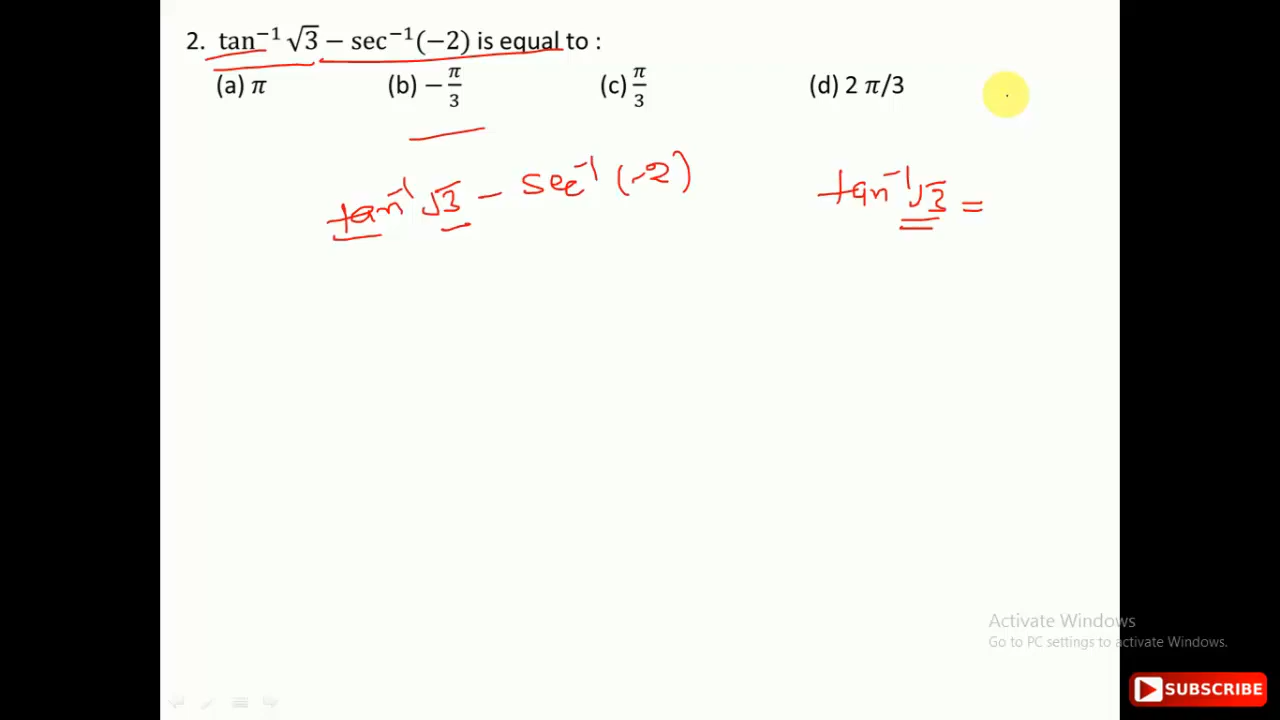 2. tan⁻¹ √3 − sec⁻¹(−2) is equal to :
(a) π (b) −π/3 (c) π/3 (d) 2 π/3
tan⁻¹ √3 − sec⁻¹ (-2)
tan⁻¹ √3 =
Activate Windows
Go to PC settings to activate Windows.
SUBSCRIBE